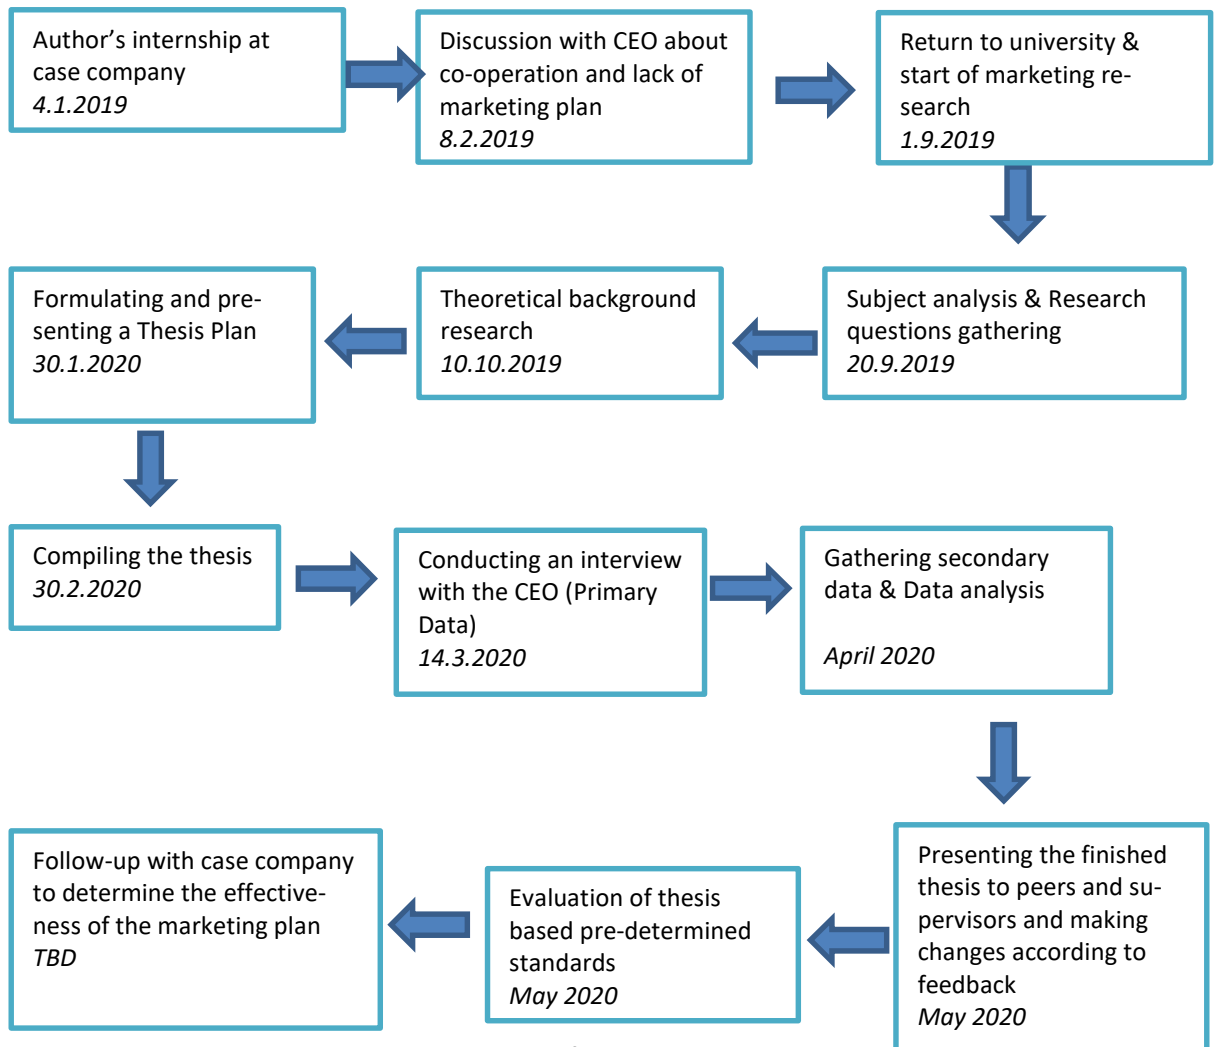 Author’s internship at
case company
4.1.2019
Discussion with CEO about
co-operation and lack of
marketing plan
8.2.2019
Return to university &
start of marketing re-
search
1.9.2019
Subject analysis & Research
questions gathering
20.9.2019
Theoretical background
research
10.10.2019
Formulating and pre-
senting a Thesis Plan
30.1.2020
Compiling the thesis
30.2.2020
Conducting an interview
with the CEO (Primary
Data)
14.3.2020
Gathering secondary
data & Data analysis
April 2020
Presenting the finished
thesis to peers and su-
pervisors and making
changes according to
feedback
May 2020
Evaluation of thesis
based pre-determined
standards
May 2020
Follow-up with case company
to determine the effective-
ness of the marketing plan
TBD